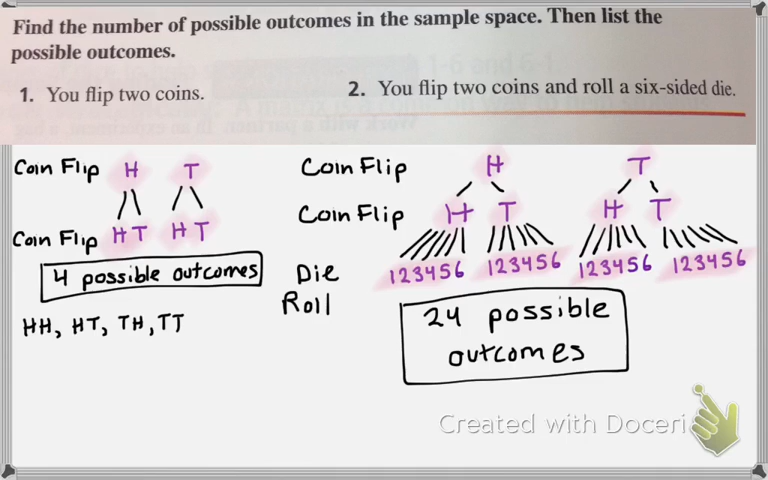 Find the number of possible outcomes in the sample space. Then list the
possible outcomes.
1. You flip two coins.
2. You flip two coins and roll a six-sided die.
Coin Flip H T
Coin Flip H T H T
4 possible outcomes
HH, HT, TH, TT
Coin Flip H T
Coin Flip H T H T
Die 123456 123456 123456 123456
Roll
24 possible
outcomes
Created with Doceri